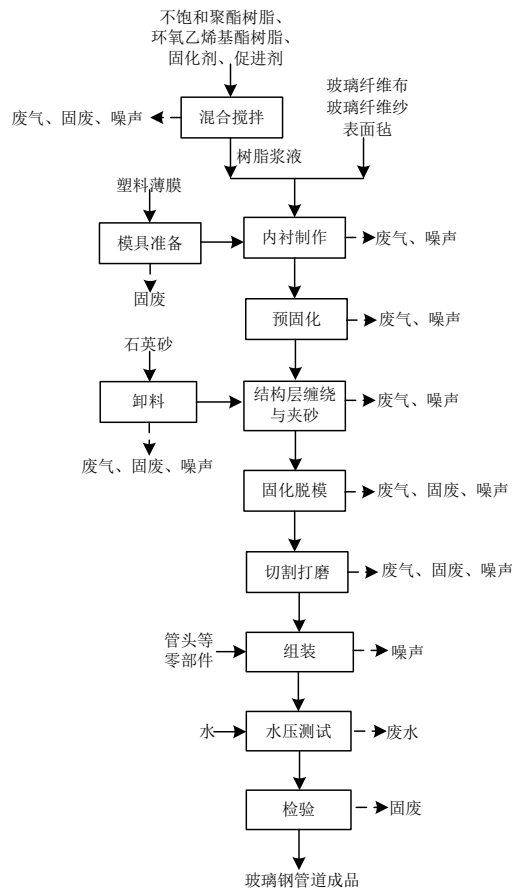 不饱和聚酯树脂、
环氧乙烯基酯树脂、
固化剂、促进剂
玻璃纤维布
玻璃纤维纱
表面毡
废气、固废、噪声
混合搅拌
树脂浆液
塑料薄膜
模具准备
内衬制作
废气、噪声
固废
预固化
废气、噪声
石英砂
卸料
结构层缠绕
与夹砂
废气、噪声
废气、固废、噪声
固化脱模
废气、固废、噪声
切割打磨
废气、固废、噪声
管头等
零部件
组装
噪声
水
水压测试
废水
检验
固废
玻璃钢管道成品